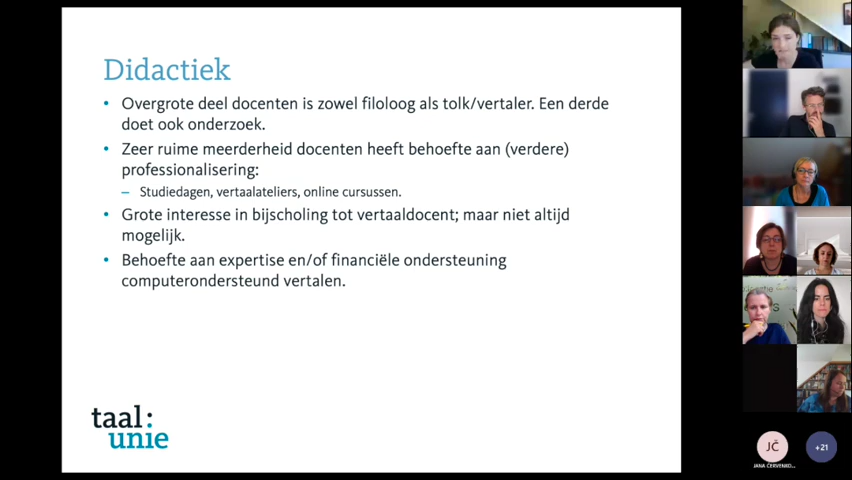 Didactiek
• Overgrote deel docenten is zowel filoloog als tolk/vertaler. Een derde
doet ook onderzoek.
• Zeer ruime meerderheid docenten heeft behoefte aan (verdere)
professionalisering:
– Studiedagen, vertaalateliers, online cursussen.
• Grote interesse in bijscholing tot vertaaldocent; maar niet altijd
mogelijk.
• Behoefte aan expertise en/of financiële ondersteuning
computerondersteund vertalen.
taal:
unie
JČ
+21
JANA ČERVENKO...